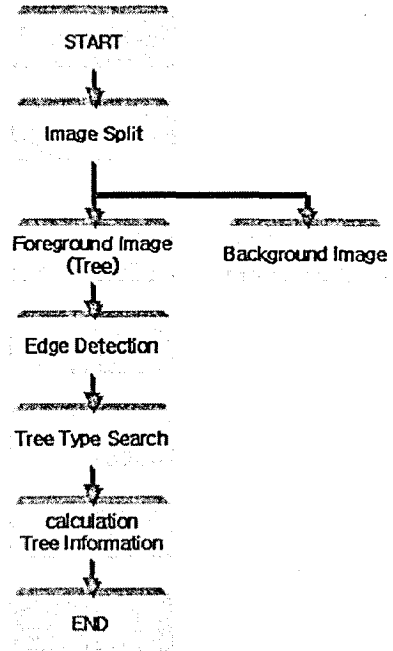 START
Image Split
Foreground Image
(Tree)
Background Image
Edge Detection
Tree Type Search
calculation
Tree Information
END